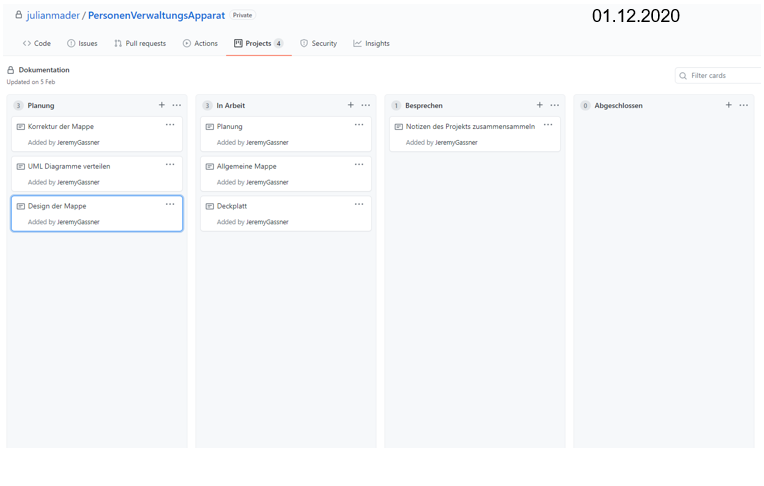 julianmader / PersonenVerwaltungsApparat Private
01.12.2020
Code Issues Pull requests Actions Projects 4 Security Insights
Dokumentation
Updated on 5 Feb
Filter cards
3 Planung
Korrektur der Mappe
Added by JeremyGassner
UML Diagramme verteilen
Added by JeremyGassner
Design der Mappe
Added by JeremyGassner
3 In Arbeit
Planung
Added by JeremyGassner
Allgemeine Mappe
Added by JeremyGassner
Deckplatt
Added by JeremyGassner
1 Besprechen
Notizen des Projekts zusammensammeln
Added by JeremyGassner
0 Abgeschlossen